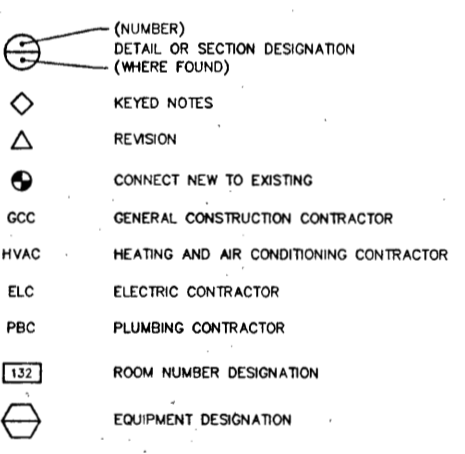 (NUMBER)
DETAIL OR SECTION DESIGNATION
(WHERE FOUND)
KEYED NOTES
REVISION
CONNECT NEW TO EXISTING
GCC GENERAL CONSTRUCTION CONTRACTOR
HVAC HEATING AND AIR CONDITIONING CONTRACTOR
ELC ELECTRIC CONTRACTOR
PBC PLUMBING CONTRACTOR
132 ROOM NUMBER DESIGNATION
EQUIPMENT DESIGNATION